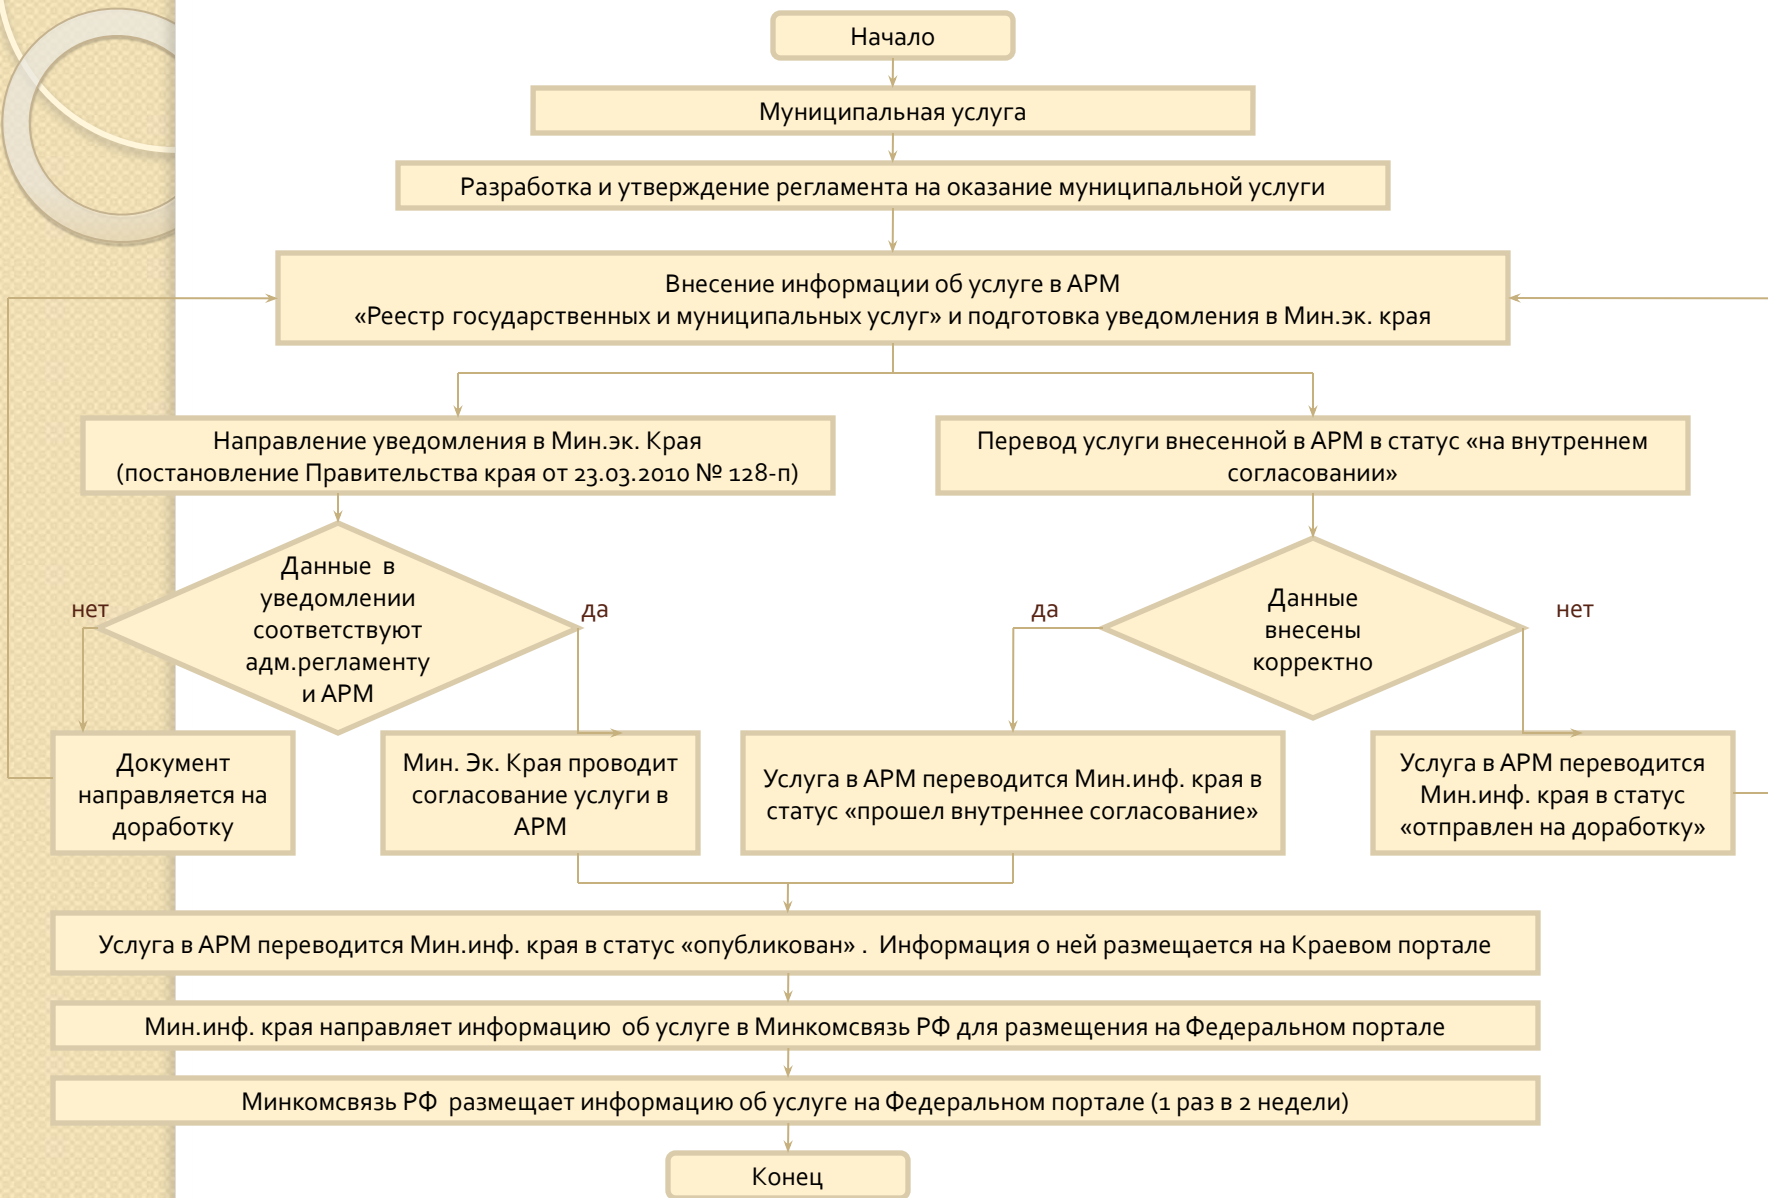 Начало
Муниципальная услуга
Разработка и утверждение регламента на оказание муниципальной услуги
Внесение информации об услуге в АРМ
«Реестр государственных и муниципальных услуг» и подготовка уведомления в Мин.эк. края
Направление уведомления в Мин.эк. Края
(постановление Правительства края от 23.03.2010 № 128-п)
Перевод услуги внесенной в АРМ в статус «на внутреннем
согласовании»
Данные в
уведомлении
соответствуют
адм.регламенту
и АРМ
нет
да
Данные
внесены
корректно
да
нет
Документ
направляется на
доработку
Мин. Эк. Края проводит
согласование услуги в
АРМ
Услуга в АРМ переводится Мин.инф. края в
статус «прошел внутреннее согласование»
Услуга в АРМ переводится
Мин.инф. края в статус
«отправлен на доработку»
Услуга в АРМ переводится Мин.инф. края в статус «опубликован» . Информация о ней размещается на Краевом портале
Мин.инф. края направляет информацию об услуге в Минкомсвязь РФ для размещения на Федеральном портале
Минкомсвязь РФ размещает информацию об услуге на Федеральном портале (1 раз в 2 недели)
Конец